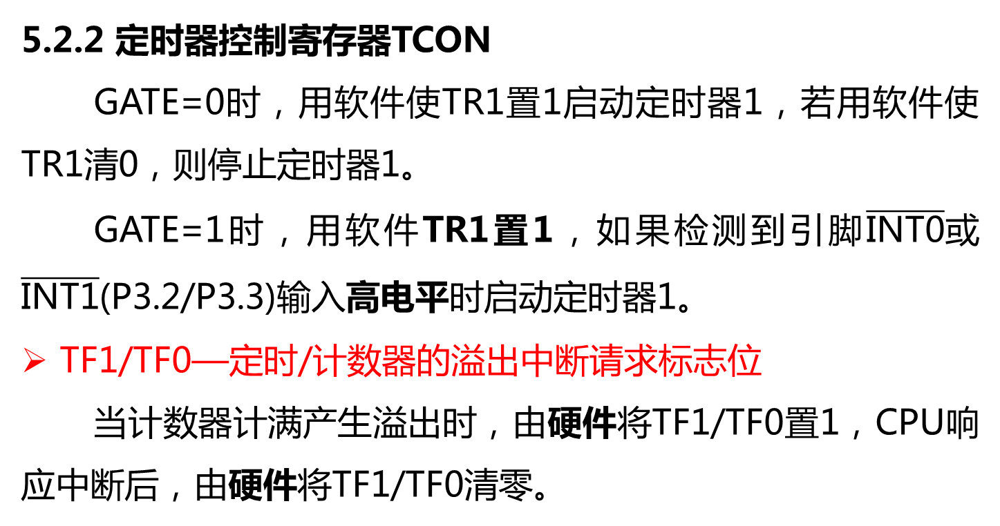 5.2.2 定时器控制寄存器TCON
GATE=0时，用软件使TR1置1启动定时器1，若用软件使
TR1清0，则停止定时器1。
GATE=1时，用软件TR1置1，如果检测到引脚I̅N̅T̅0̅或
I̅N̅T̅1̅(P3.2/P3.3)输入高电平时启动定时器1。
➢ TF1/TF0—定时/计数器的溢出中断请求标志位
当计数器计满产生溢出时，由硬件将TF1/TF0置1，CPU响
应中断后，由硬件将TF1/TF0清零。